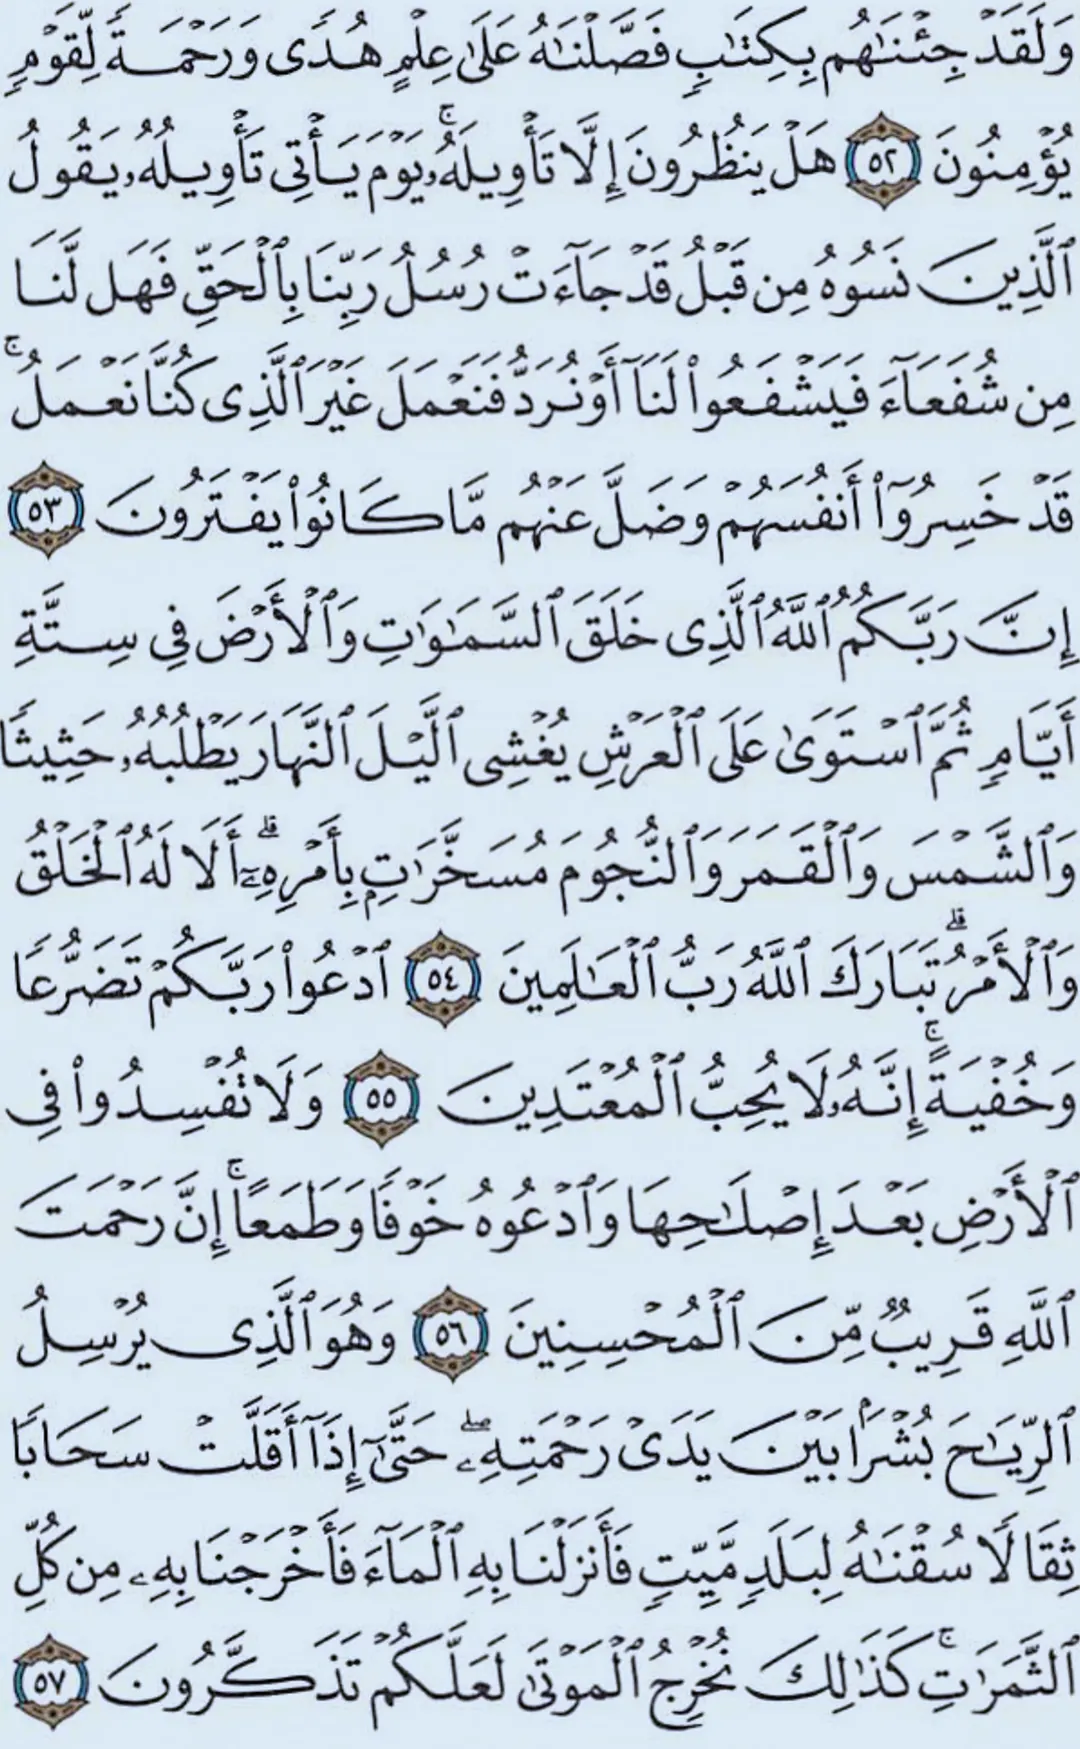 وَلَقَدْ جِئْنَـٰهُم بِكِتَـٰبٍ فَصَّلْنَـٰهُ عَلَىٰ عِلْمٍ هُدًى وَرَحْمَةً لِّقَوْمٍ
يُؤْمِنُونَ ٥٢ هَلْ يَنظُرُونَ إِلَّا تَأْوِيلَهُۥ ۚ يَوْمَ يَأْتِى تَأْوِيلُهُۥ يَقُولُ
ٱلَّذِينَ نَسُوهُ مِن قَبْلُ قَدْ جَآءَتْ رُسُلُ رَبِّنَا بِٱلْحَقِّ فَهَل لَّنَا
مِن شُفَعَآءَ فَيَشْفَعُوا۟ لَنَآ أَوْ نُرَدُّ فَنَعْمَلَ غَيْرَ ٱلَّذِى كُنَّا نَعْمَلُ ۚ
قَدْ خَسِرُوٓا۟ أَنفُسَهُمْ وَضَلَّ عَنْهُم مَّا كَانُوا۟ يَفْتَرُونَ ٥٣
إِنَّ رَبَّكُمُ ٱللَّهُ ٱلَّذِى خَلَقَ ٱلسَّمَـٰوَٰتِ وَٱلْأَرْضَ فِى سِتَّةِ
أَيَّامٍ ثُمَّ ٱسْتَوَىٰ عَلَى ٱلْعَرْشِ يُغْشِى ٱلَّيْلَ ٱلنَّهَارَ يَطْلُبُهُۥ حَثِيثًا
وَٱلشَّمْسَ وَٱلْقَمَرَ وَٱلنُّجُومَ مُسَخَّرَٰتٍۭ بِأَمْرِهِۦٓ ۗ أَلَا لَهُ ٱلْخَلْقُ
وَٱلْأَمْرُ ۗ تَبَارَكَ ٱللَّهُ رَبُّ ٱلْعَـٰلَمِينَ ٥٤ ٱدْعُوا۟ رَبَّكُمْ تَضَرُّعًا
وَخُفْيَةً ۚ إِنَّهُۥ لَا يُحِبُّ ٱلْمُعْتَدِينَ ٥٥ وَلَا تُفْسِدُوا۟ فِى
ٱلْأَرْضِ بَعْدَ إِصْلَـٰحِهَا وَٱدْعُوهُ خَوْفًا وَطَمَعًا ۚ إِنَّ رَحْمَتَ
ٱللَّهِ قَرِيبٌ مِّنَ ٱلْمُحْسِنِينَ ٥٦ وَهُوَ ٱلَّذِى يُرْسِلُ
ٱلرِّيَـٰحَ بُشْرًۢا بَيْنَ يَدَىْ رَحْمَتِهِۦ ۖ حَتَّىٰٓ إِذَآ أَقَلَّتْ سَحَابًا
ثِقَالًا سُقْنَـٰهُ لِبَلَدٍ مَّيِّتٍ فَأَنزَلْنَا بِهِ ٱلْمَآءَ فَأَخْرَجْنَا بِهِۦ مِن كُلِّ
ٱلثَّمَرَٰتِ ۚ كَذَٰلِكَ نُخْرِجُ ٱلْمَوْتَىٰ لَعَلَّكُمْ تَذَكَّرُونَ ٥٧